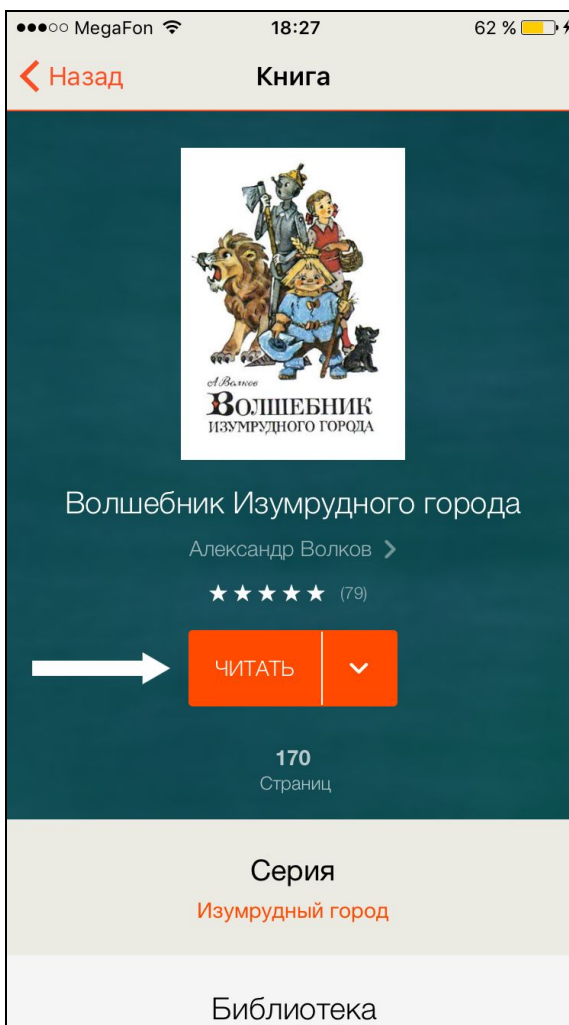 MegaFon 18:27 62 %
Назад Книга
А Волков
ВОЛШЕБНИК
ИЗУМРУДНОГО ГОРОДА
Волшебник Изумрудного города
Александр Волков
(79)
ЧИТАТЬ
170
Страниц
Серия
Изумрудный город
Библиотека